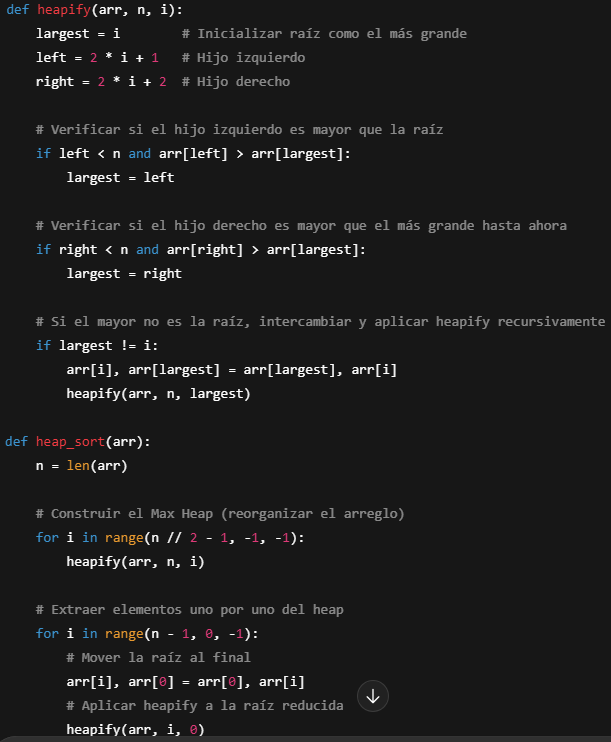 def heapify(arr, n, i):
    largest = i        # Inicializar raíz como el más grande
    left = 2 * i + 1   # Hijo izquierdo
    right = 2 * i + 2  # Hijo derecho

    # Verificar si el hijo izquierdo es mayor que la raíz
    if left < n and arr[left] > arr[largest]:
        largest = left

    # Verificar si el hijo derecho es mayor que el más grande hasta ahora
    if right < n and arr[right] > arr[largest]:
        largest = right

    # Si el mayor no es la raíz, intercambiar y aplicar heapify recursivamente
    if largest != i:
        arr[i], arr[largest] = arr[largest], arr[i]
        heapify(arr, n, largest)

def heap_sort(arr):
    n = len(arr)

    # Construir el Max Heap (reorganizar el arreglo)
    for i in range(n // 2 - 1, -1, -1):
        heapify(arr, n, i)

    # Extraer elementos uno por uno del heap
    for i in range(n - 1, 0, -1):
        # Mover la raíz al final
        arr[i], arr[0] = arr[0], arr[i]
        # Aplicar heapify a la raíz reducida
        heapify(arr, i, 0)